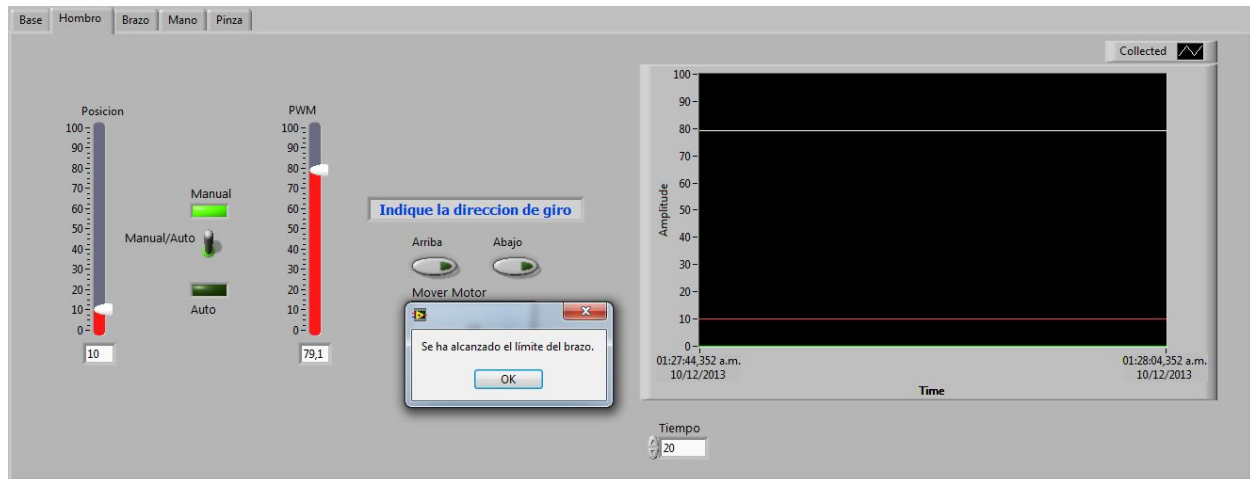 Base Hombro Brazo Mano Pinza
Collected
Posicion
100
90
80
70
60
50
40
30
20
10
0
10
Manual
Manual/Auto
Auto
PWM
100
90
80
70
60
50
40
30
20
10
0
79,1
Indique la direccion de giro
Arriba Abajo
Mover Motor
Se ha alcanzado el límite del brazo.
OK
Amplitude
100
90
80
70
60
50
40
30
20
10
0
01:27:44,352 a.m.
10/12/2013
01:28:04,352 a.m.
10/12/2013
Time
Tiempo
20